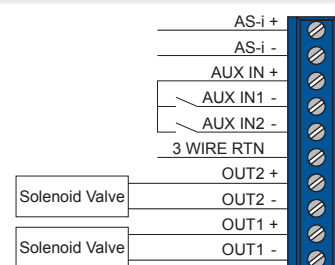 AS-i +
AS-i -
AUX IN +
AUX IN1 -
AUX IN2 -
3 WIRE RTN
OUT2 +
Solenoid Valve
OUT2 -
OUT1 +
Solenoid Valve
OUT1 -